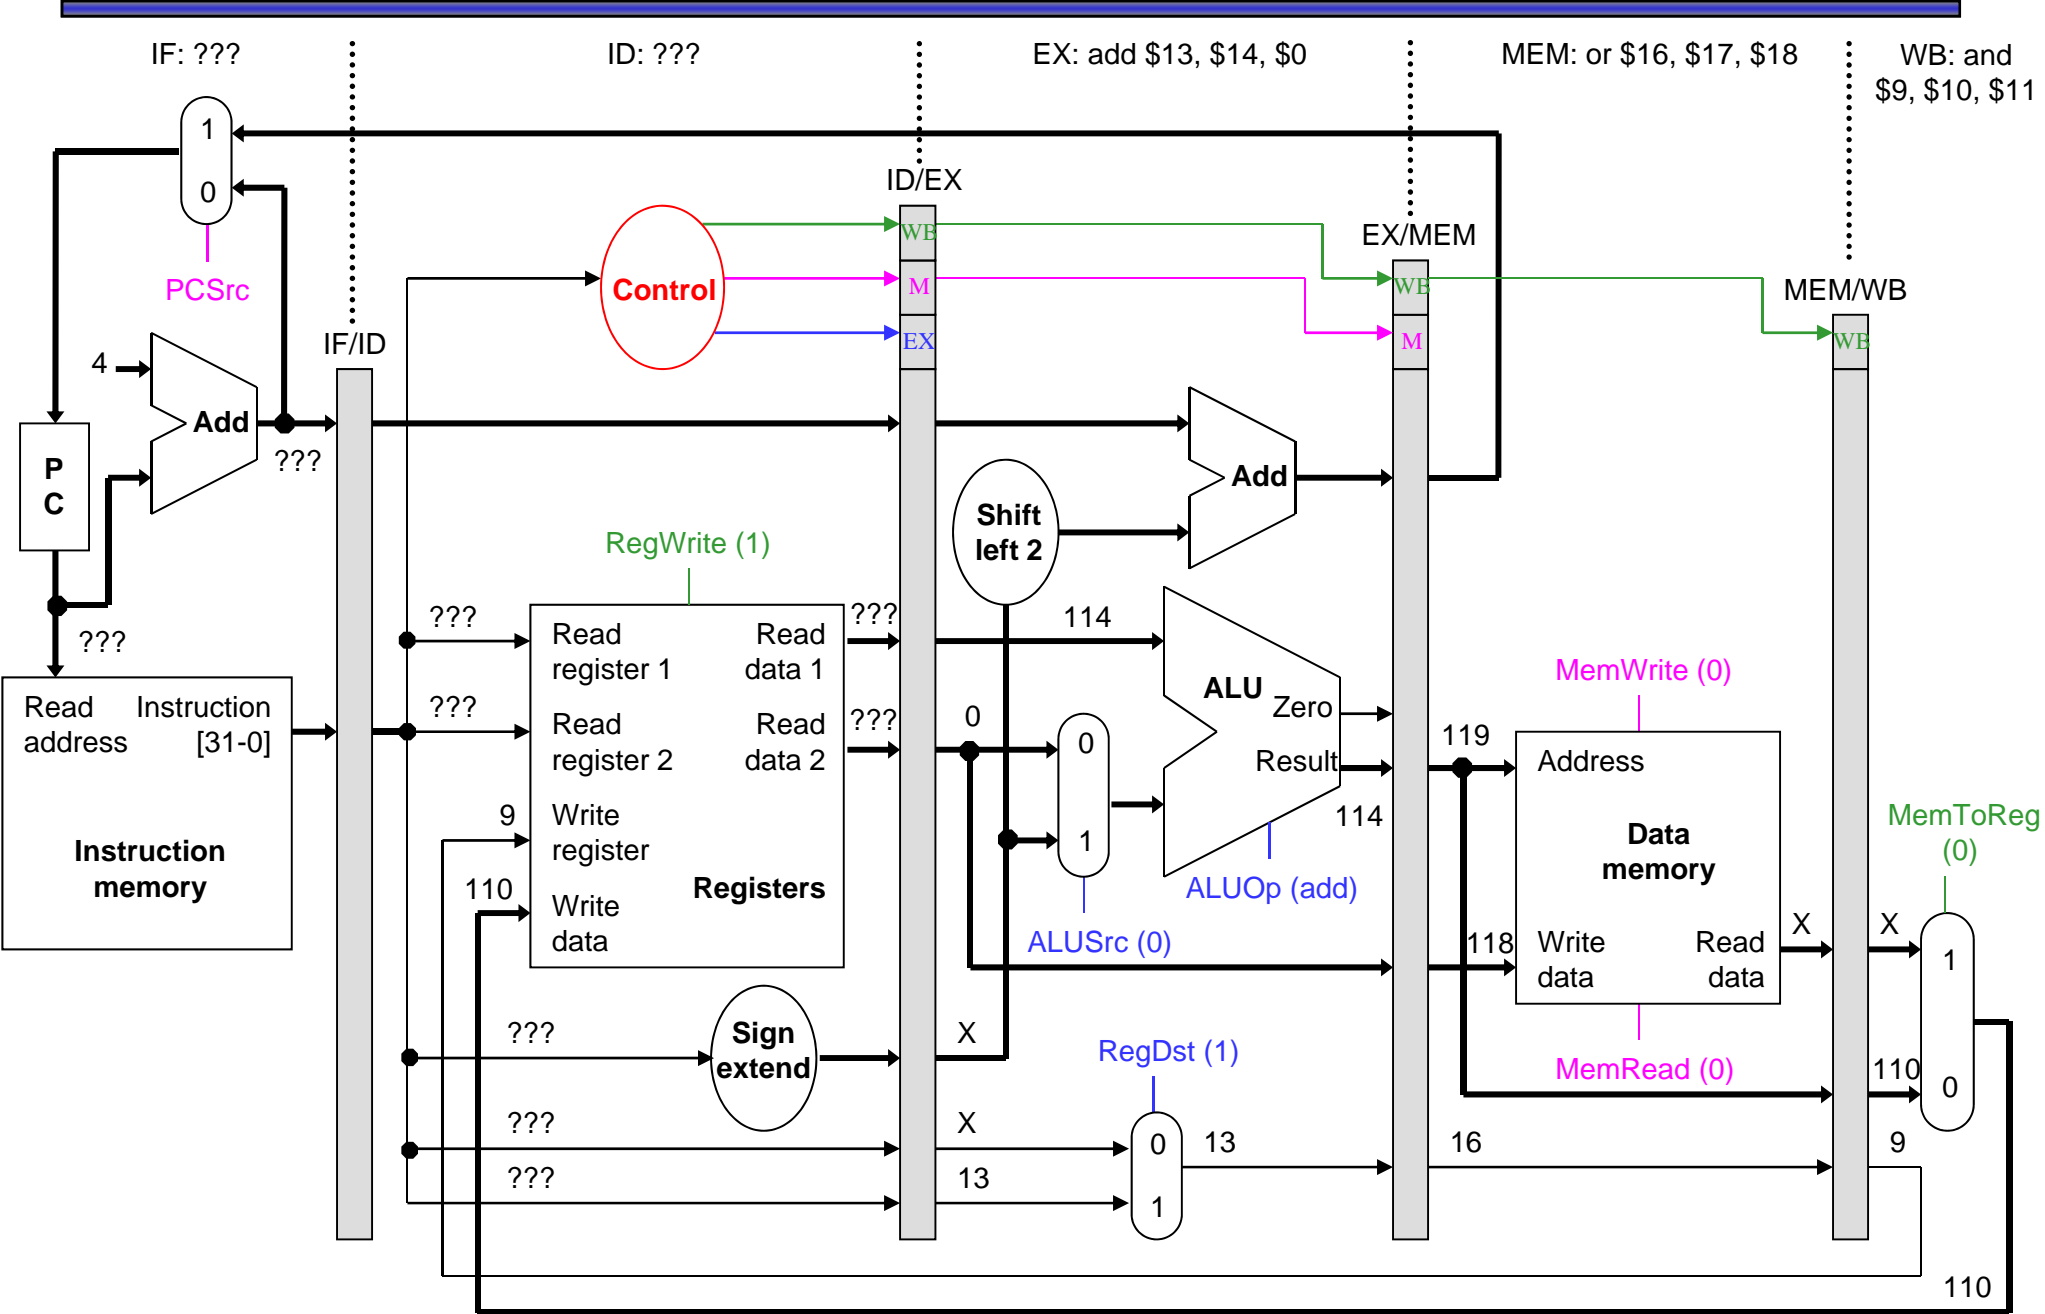 IF: ???
ID: ???
EX: add $13, $14, $0
MEM: or $16, $17, $18
WB: and
$9, $10, $11
1
0
PCSrc
ID/EX
WB
M
EX
Control
EX/MEM
WB
M
MEM/WB
WB
IF/ID
4
Add
???
P
C
???
Add
Shift
left 2
RegWrite (1)
???
???
9
110
Read
register 1
Read
data 1
Read
register 2
Read
data 2
Write
register
Registers
Write
data
???
???
Read
address
Instruction
[31-0]
Instruction
memory
114
0
0
1
ALU
Zero
Result
114
ALUOp (add)
ALUSrc (0)
MemWrite (0)
119
Address
Data
memory
118
Write
data
Read
data
X
X
MemRead (0)
MemToReg
(0)
1
0
110
???
Sign
extend
X
RegDst (1)
???
X
???
13
0
1
13
16
9
110